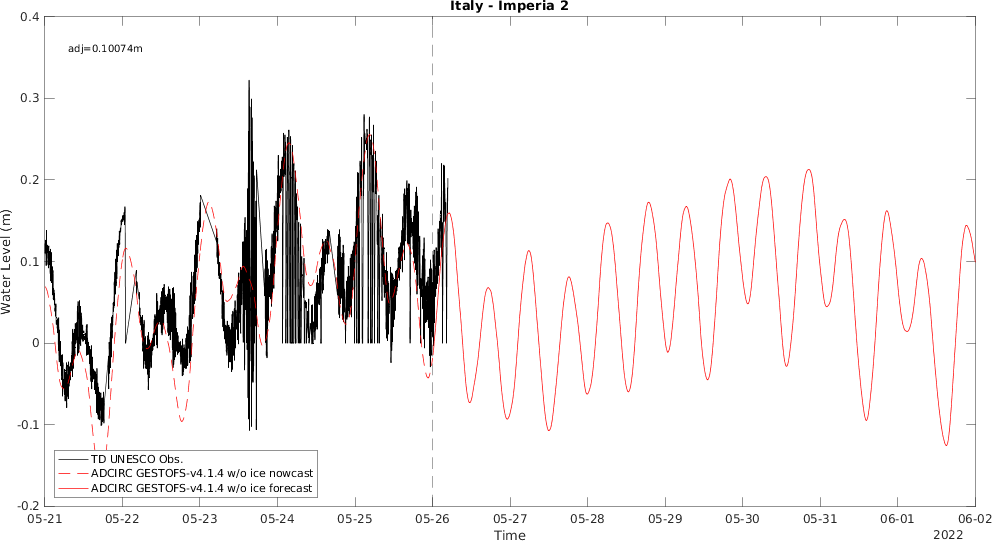 Italy - Imperia 2
0.4
adj=0.10074m
0.3
0.2
0.1
0
-0.1
-0.2
Water Level (m)
TD UNESCO Obs.
ADCIRC GESTOFS-v4.1.4 w/o ice nowcast
ADCIRC GESTOFS-v4.1.4 w/o ice forecast
05-21 05-22 05-23 05-24 05-25 05-26 05-27 05-28 05-29 05-30 05-31 06-01 06-02
Time
2022